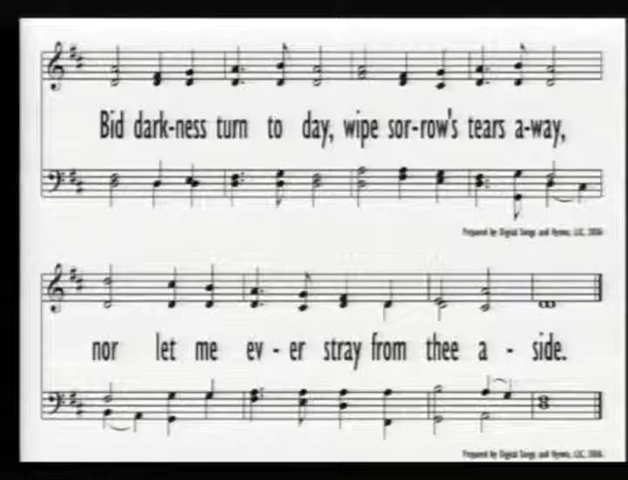 Bid dark-ness turn to day, wipe sor-row's tears a-way,
Prepared by Digital Songs and Hymns, LLC, 2006
nor let me ev - er stray from thee a - side.
Prepared by Digital Songs and Hymns, LLC, 2006